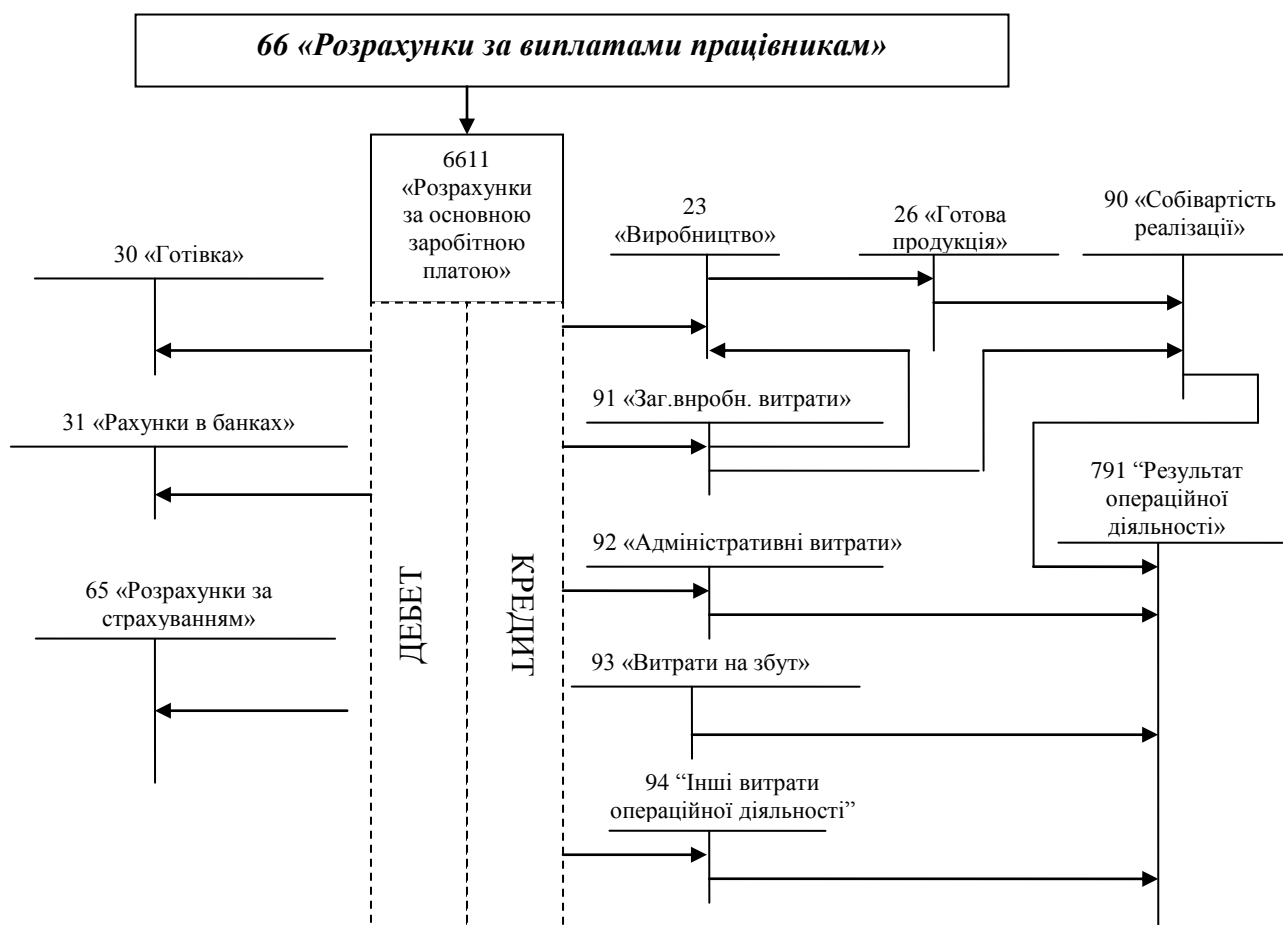 66 «Розрахунки за виплатами працівникам»
6611
«Розрахунки
за основною
заробітною
платою»
23
«Виробництво»
26 «Готова
продукція»
90 «Собівартість
реалізації»
30 «Готівка»
31 «Рахунки в банках»
91 «Заг.внробн. витрати»
791 “Результат
операційної
діяльності»
92 «Адміністративні витрати»
65 «Розрахунки за
страхуванням»
ДЕБЕТ
КРЕДИТ
93 «Витрати на збут»
94 “Інші витрати
операційної діяльності”